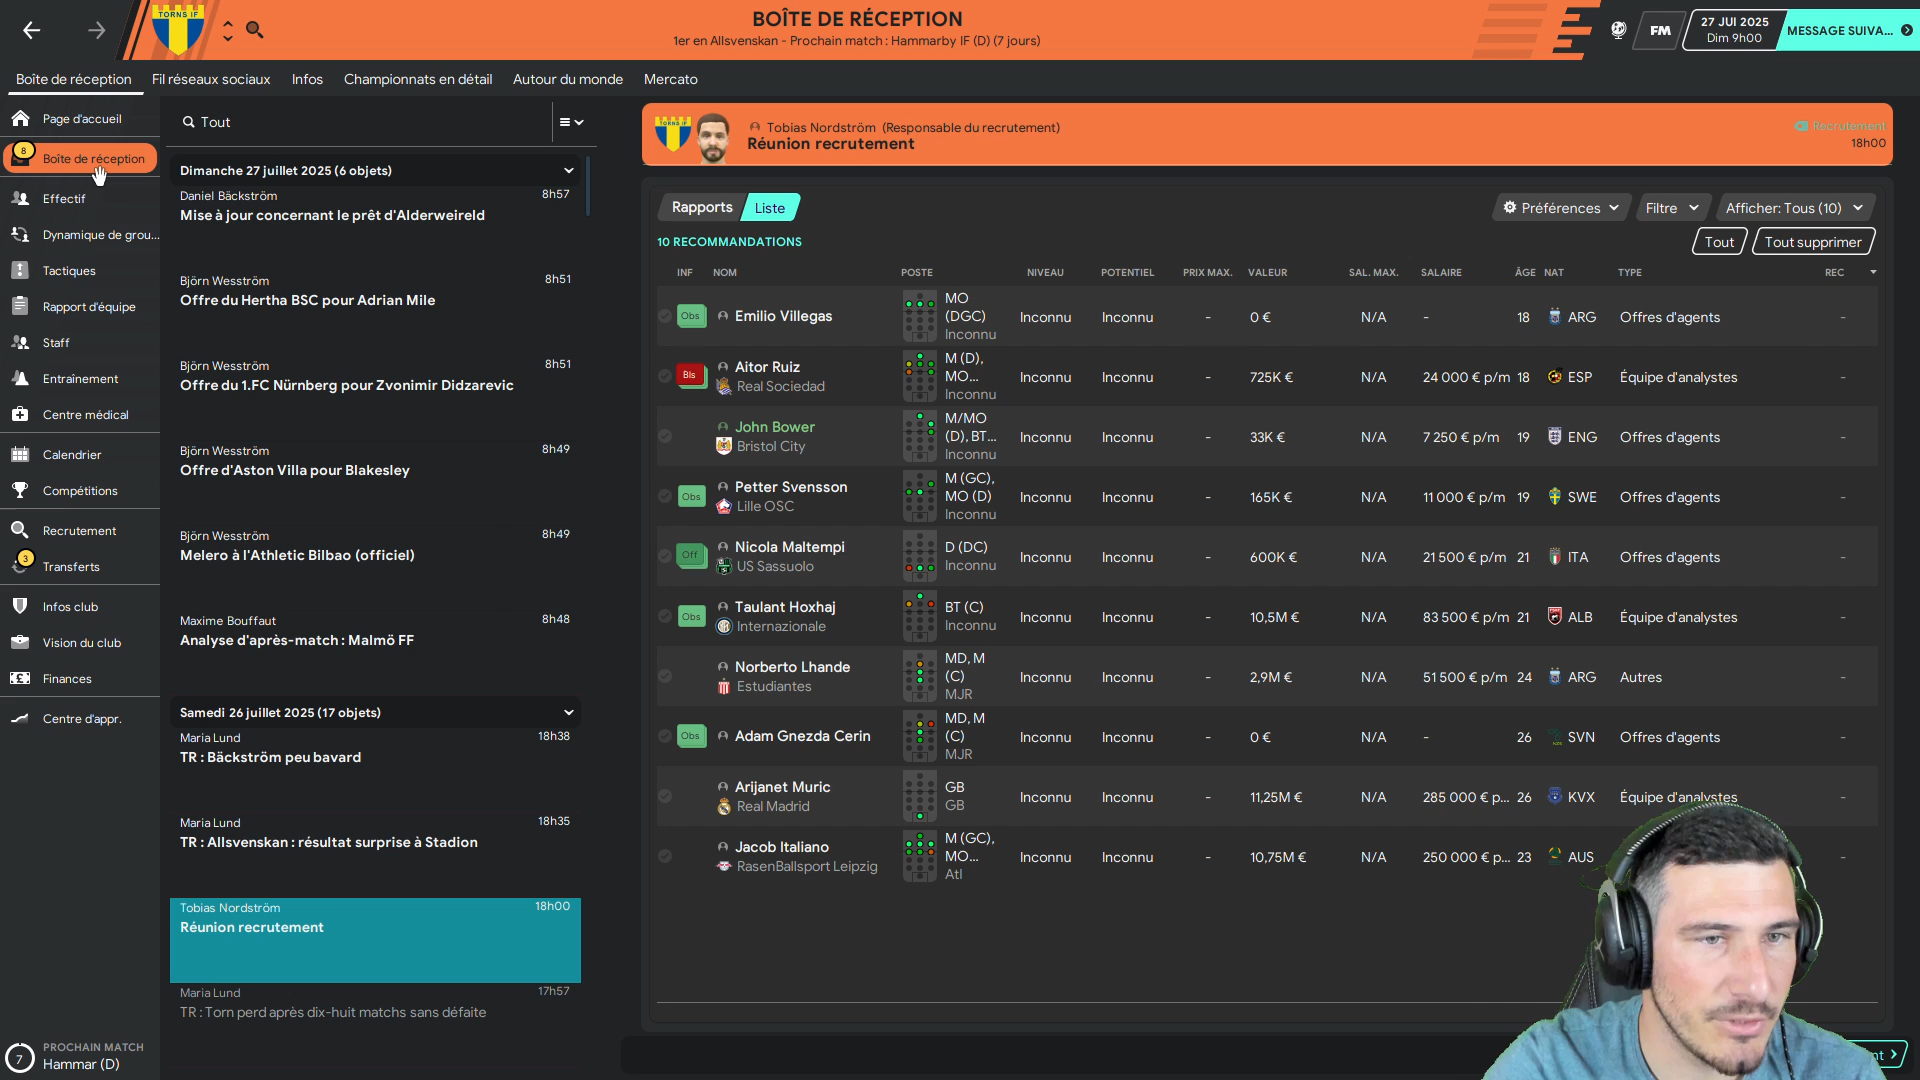 TORNS IF
BOÎTE DE RÉCEPTION
1er en Allsvenskan - Prochain match : Hammarby IF (D) (7 jours)
FM
27 JUI 2025
Dim 9h00
MESSAGE SUIVA...
Boîte de réception
Fil réseaux sociaux
Infos
Championnats en détail
Autour du monde
Mercato
Page d'accueil
8
Boîte de réception
Effectif
Dynamique de grou...
Tactiques
Rapport d'équipe
Staff
Entraînement
Centre médical
Calendrier
Compétitions
Recrutement
3
Transferts
Infos club
Vision du club
Finances
Centre d'appr.
PROCHAIN MATCH
7
Hammar (D)
Tout
Dimanche 27 juillet 2025 (6 objets)
Daniel Bäckström 8h57
Mise à jour concernant le prêt d'Alderweireld
Björn Wesström 8h51
Offre du Hertha BSC pour Adrian Mile
Björn Wesström 8h51
Offre du 1.FC Nürnberg pour Zvonimir Didzarevic
Björn Wesström 8h49
Offre d'Aston Villa pour Blakesley
Björn Wesström 8h49
Melero à l'Athletic Bilbao (officiel)
Maxime Bouffaut 8h48
Analyse d'après-match : Malmö FF
Samedi 26 juillet 2025 (17 objets)
Maria Lund 18h38
TR : Bäckström peu bavard
Maria Lund 18h35
TR : Allsvenskan : résultat surprise à Stadion
Tobias Nordström 18h00
Réunion recrutement
Maria Lund 17h57
TR : Torn perd après dix-huit matchs sans défaite
TORNS IF
Tobias Nordström (Responsable du recrutement)
Réunion recrutement
Recrutement
18h00
Rapports
Liste
Préférences
Filtre
Afficher: Tous (10)
10 RECOMMANDATIONS
Tout
Tout supprimer
INF NOM POSTE NIVEAU POTENTIEL PRIX MAX. VALEUR SAL. MAX. SALAIRE ÂGE NAT TYPE REC
Obs Emilio Villegas MO (DGC) Inconnu Inconnu Inconnu - 0 € N/A - 18 ARG Offres d'agents -
Bls Aitor Ruiz Real Sociedad M (D), MO... Inconnu Inconnu Inconnu - 725K € N/A 24 000 € p/m 18 ESP Équipe d'analystes -
John Bower Bristol City M/MO (D), BT... Inconnu Inconnu Inconnu - 33K € N/A 7 250 € p/m 19 ENG Offres d'agents -
Obs Petter Svensson Lille OSC M (GC), MO (D) Inconnu Inconnu Inconnu - 165K € N/A 11 000 € p/m 19 SWE Offres d'agents -
Off Nicola Maltempi US Sassuolo D (DC) Inconnu Inconnu Inconnu - 600K € N/A 21 500 € p/m 21 ITA Offres d'agents -
Obs Taulant Hoxhaj Internazionale BT (C) Inconnu Inconnu Inconnu - 10,5M € N/A 83 500 € p/m 21 ALB Équipe d'analystes -
Norberto Lhande Estudiantes MD, M (C) MJR Inconnu Inconnu - 2,9M € N/A 51 500 € p/m 24 ARG Autres -
Obs Adam Gnezda Cerin MD, M (C) MJR Inconnu Inconnu - 0 € N/A - 26 SVN Offres d'agents -
Arijanet Muric Real Madrid GB GB Inconnu Inconnu - 11,25M € N/A 285 000 € p... 26 KVX Équipe d'analystes -
Jacob Italiano RasenBallsport Leipzig M (GC), MO... Atl Inconnu Inconnu - 10,75M € N/A 250 000 € p... 23 AUS